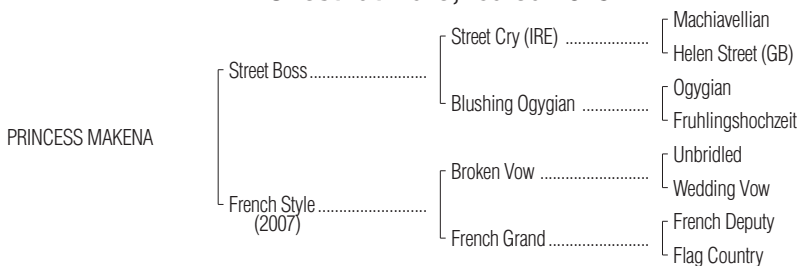 Machiavellian
Street Cry (IRE) ....................
Helen Street (GB)
Street Boss ............................
Ogygian
Blushing Ogygian ................
Fruhlingshochzeit
PRINCESS MAKENA
Unbridled
Broken Vow ..........................
Wedding Vow
French Style ..........................
(2007)
French Deputy
French Grand ........................
Flag Country